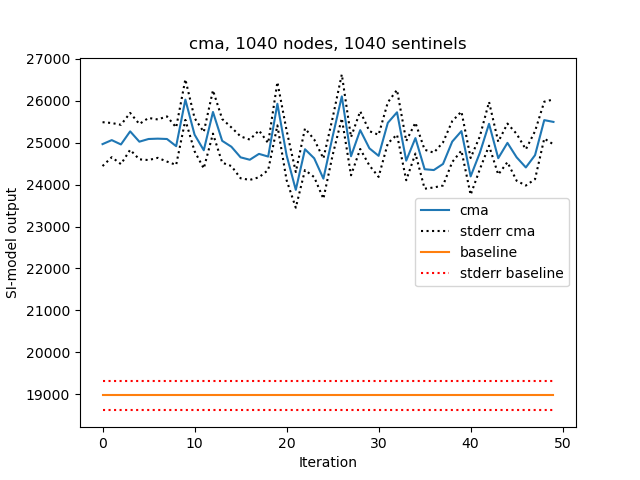 cma, 1040 nodes, 1040 sentinels
27000
26000
25000
24000
23000
22000
21000
20000
19000
SI-model output
cma
stderr cma
baseline
stderr baseline
0 10 20 30 40 50
Iteration